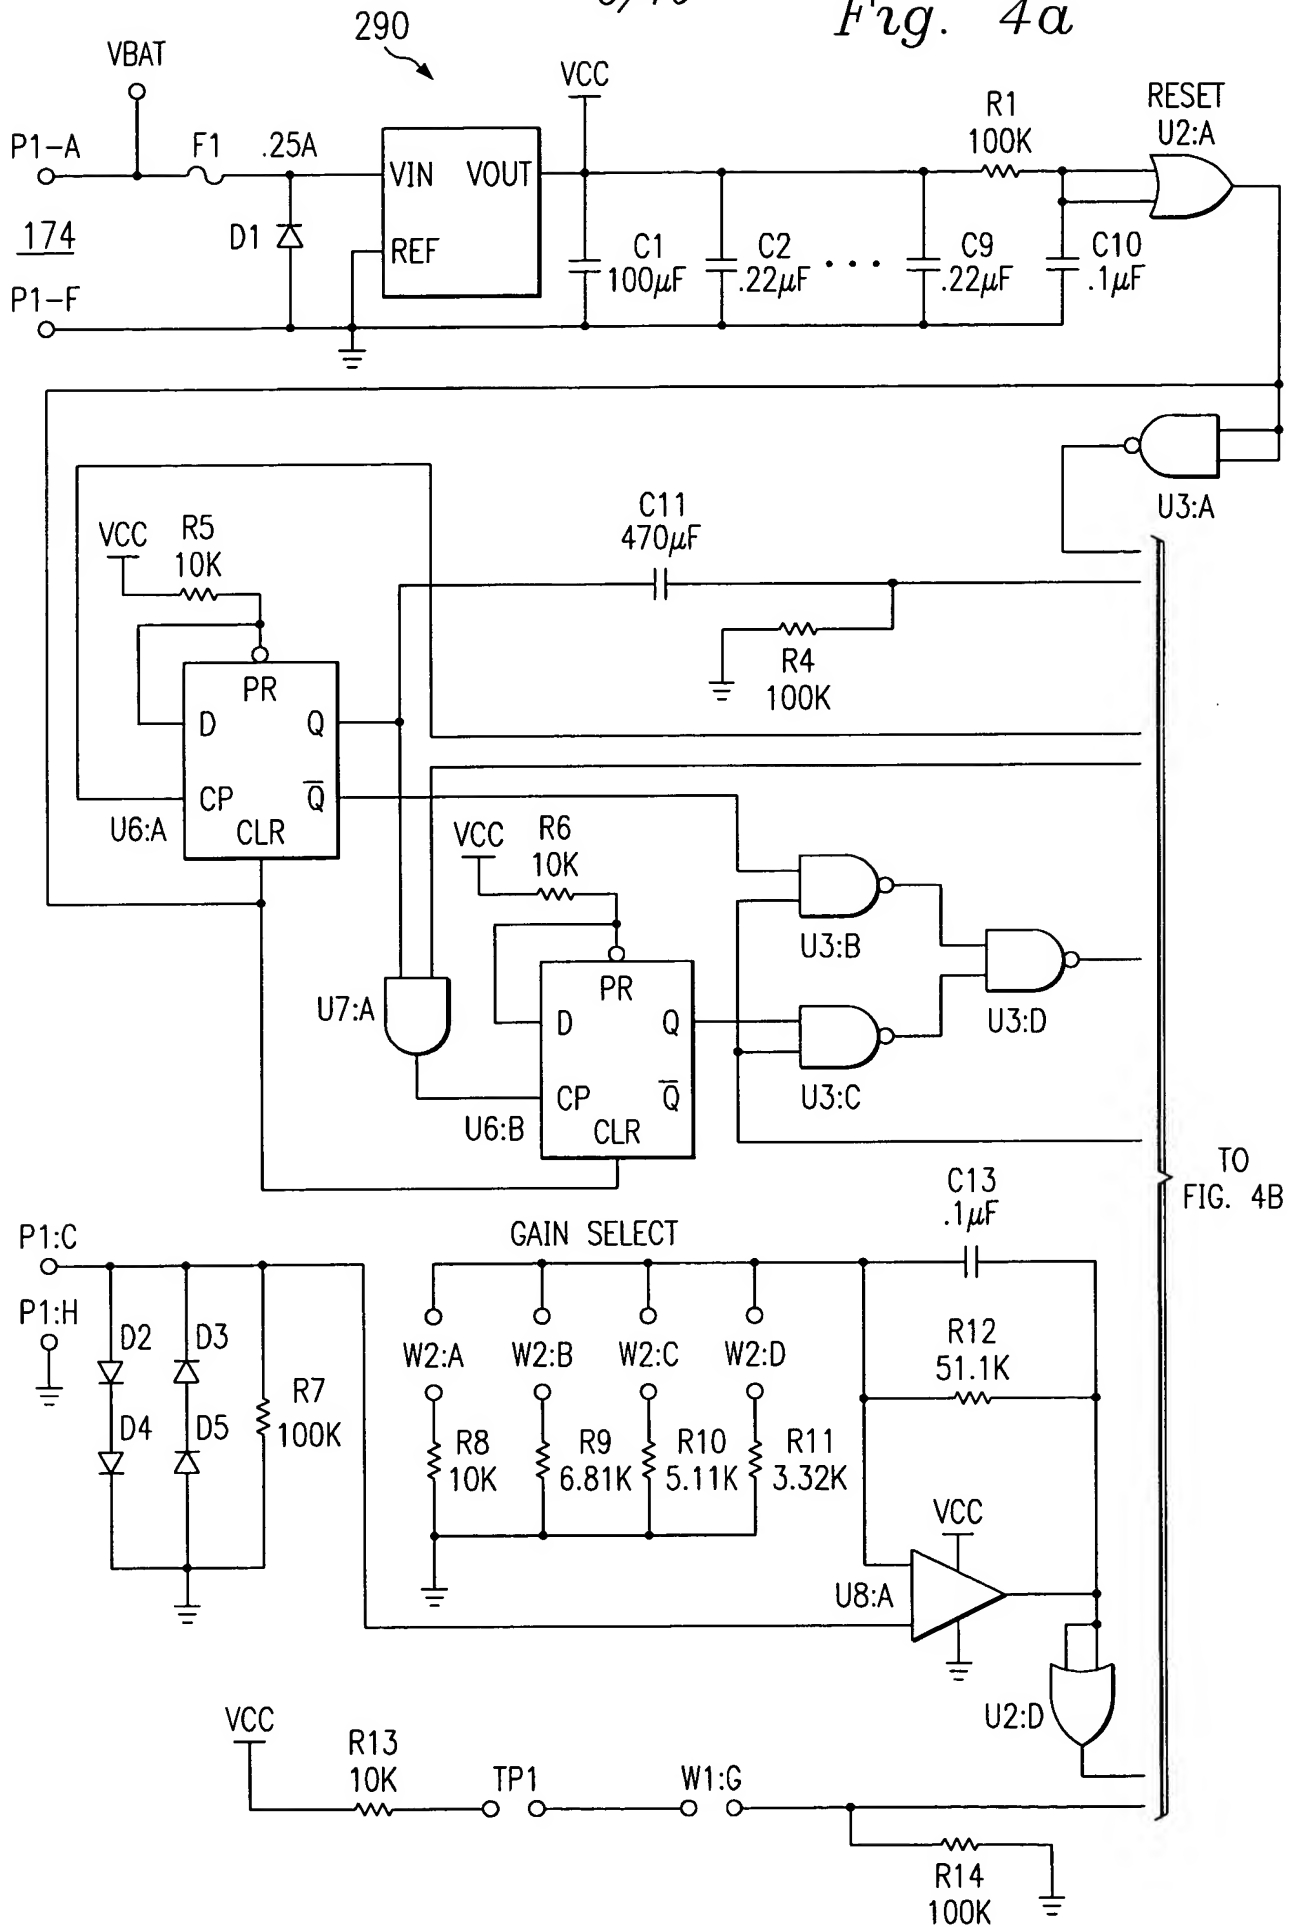 Fig. 4a
290
VBAT
VCC
P1-A
F1
.25A
R1
100K
RESET
U2:A
VIN
VOUT
174
D1
REF
C1
100µF
C2
.22µF
• • •
C9
.22µF
C10
.1µF
P1-F
U3:A
VCC
R5
10K
C11
470µF
R4
100K
PR
D
Q
CP
Q̅
CLR
U6:A
VCC
R6
10K
U3:B
U7:A
PR
D
Q
U3:D
CP
Q̅
U3:C
U6:B
CLR
TO
FIG. 4B
C13
.1µF
P1:C
GAIN SELECT
P1:H
D2
D3
W2:A
W2:B
W2:C
W2:D
R12
51.1K
D4
D5
R7
100K
R8
10K
R9
6.81K
R10
5.11K
R11
3.32K
VCC
U8:A
U2:D
VCC
R13
10K
TP1
W1:G
R14
100K